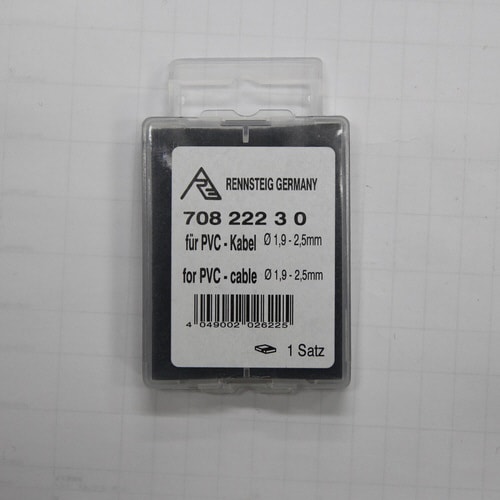 RENNSTEIG GERMANY
708 222 3 0
für PVC - Kabel Ø 1,9 - 2,5mm
for PVC - cable Ø 1,9 - 2,5mm
4 049002 026225
1 Satz